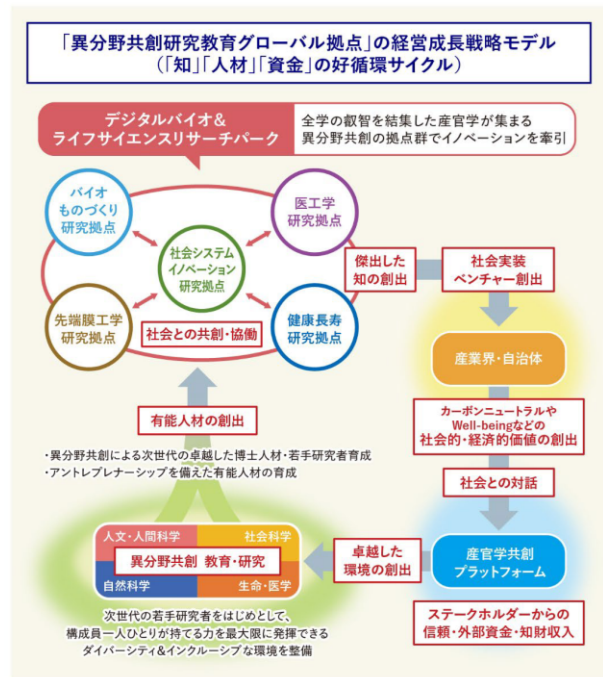 「異分野共創研究教育グローバル拠点」の経営成長戦略モデル
(「知」「人材」「資金」の好循環サイクル)
デジタルバイオ&
ライフサイエンスリサーチパーク
全学の叡智を結集した産官学が集まる
異分野共創の拠点群でイノベーションを牽引
バイオ
ものづくり
研究拠点
医工学
研究拠点
社会システム
イノベーション
研究拠点
先端膜工学
研究拠点
社会との共創・協働
健康長寿
研究拠点
傑出した
知の創出
社会実装
ベンチャー創出
産業界・自治体
カーボンニュートラルや
Well-beingなどの
社会的・経済的価値の創出
社会との対話
産官学共創
プラットフォーム
ステークホルダーからの
信頼・外部資金・知財収入
卓越した
環境の創出
有能人材の創出
・異分野共創による次世代の卓越した博士人材・若手研究者育成
・アントレプレナーシップを備えた有能人材の育成
人文・人間科学
社会科学
異分野共創 教育・研究
自然科学
生命・医学
次世代の若手研究者をはじめとして、
構成員一人ひとりが持てる力を最大限に発揮できる
ダイバーシティ&インクルーシブな環境を整備